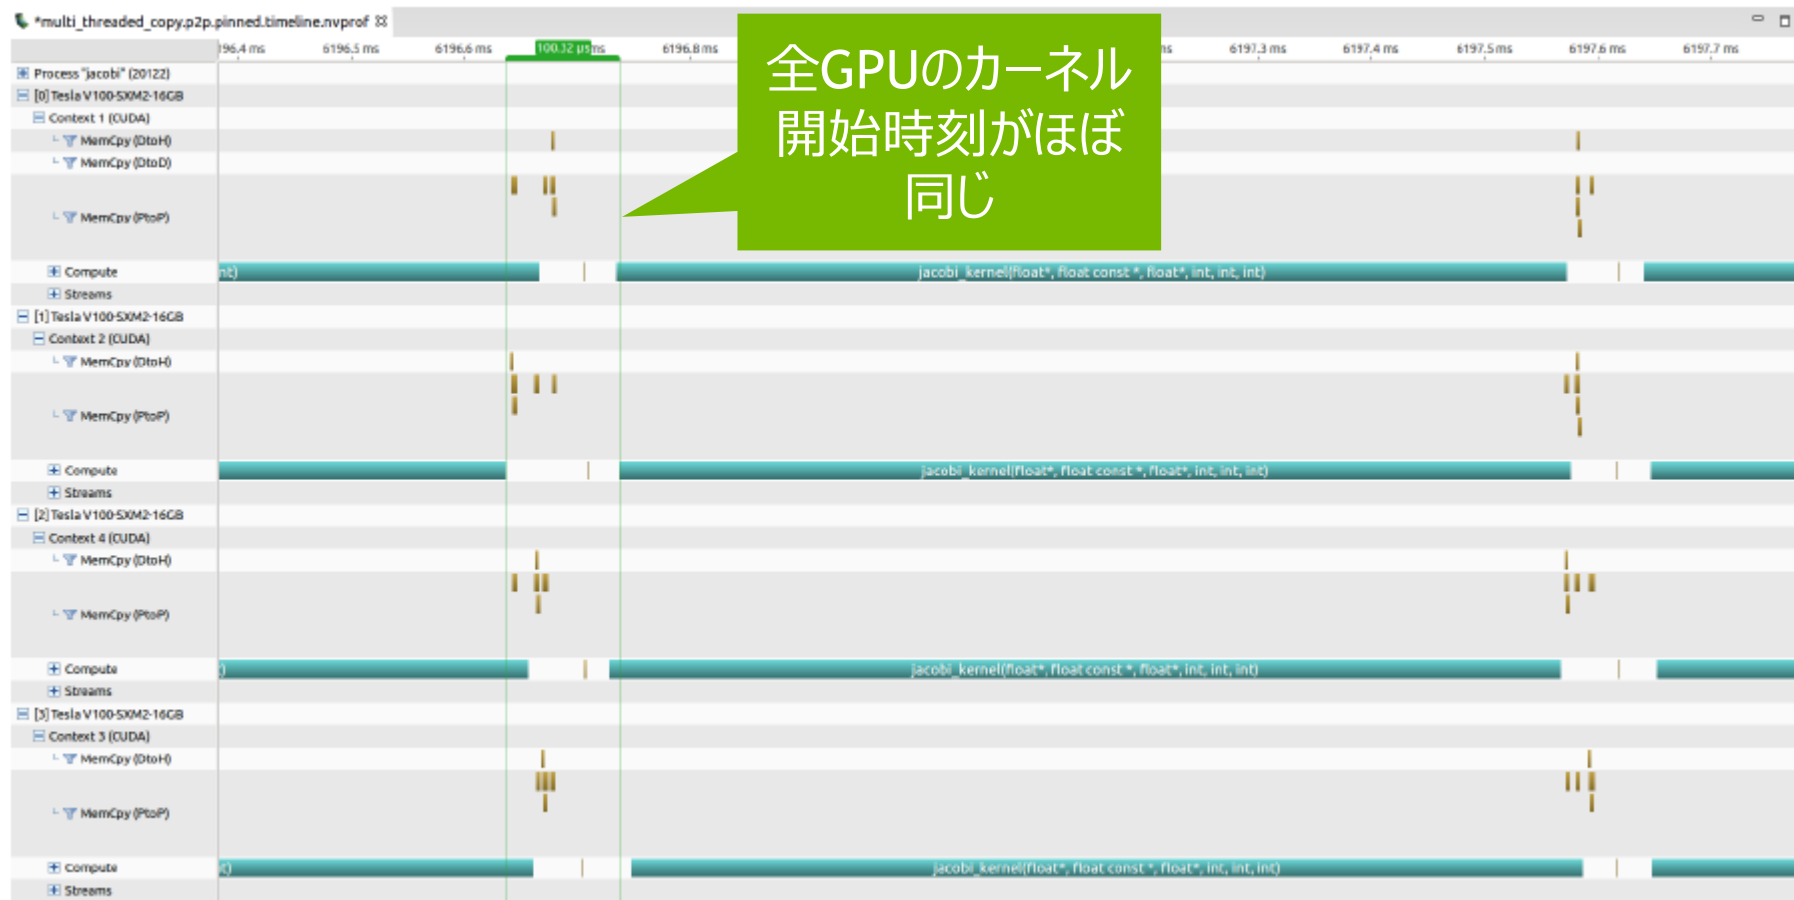 *multi_threaded_copy.p2p.pinned.timeline.nvprof
196.4 ms 6196.5 ms 6196.6 ms 100.32 µs ms 6196.8 ms ms 6197.3 ms 6197.4 ms 6197.5 ms 6197.6 ms 6197.7 ms
全GPUのカーネル
開始時刻がほぼ
同じ
Process "jacobi" (20122)
[0] Tesla V100-SXM2-16GB
Context 1 (CUDA)
MemCpy (DtoH)
MemCpy (DtoD)
MemCpy (PtoP)
Compute nt) jacobi_kernel(float*, float const *, float*, int, int, int)
Streams
[1] Tesla V100-SXM2-16GB
Context 2 (CUDA)
MemCpy (DtoH)
MemCpy (PtoP)
Compute jacobi_kernel(float*, float const *, float*, int, int, int)
Streams
[2] Tesla V100-SXM2-16GB
Context 4 (CUDA)
MemCpy (DtoH)
MemCpy (PtoP)
Compute ) jacobi_kernel(float*, float const *, float*, int, int, int)
Streams
[3] Tesla V100-SXM2-16GB
Context 3 (CUDA)
MemCpy (DtoH)
MemCpy (PtoP)
Compute t) jacobi_kernel(float*, float const *, float*, int, int, int)
Streams